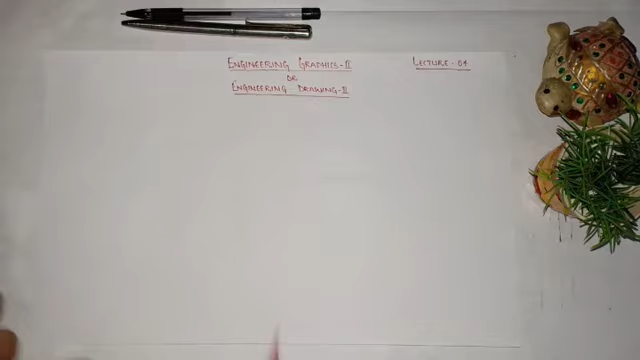 ENGINEERING GRAPHICS-II
LECTURE-04
OR
ENGINEERING DRAWING-II